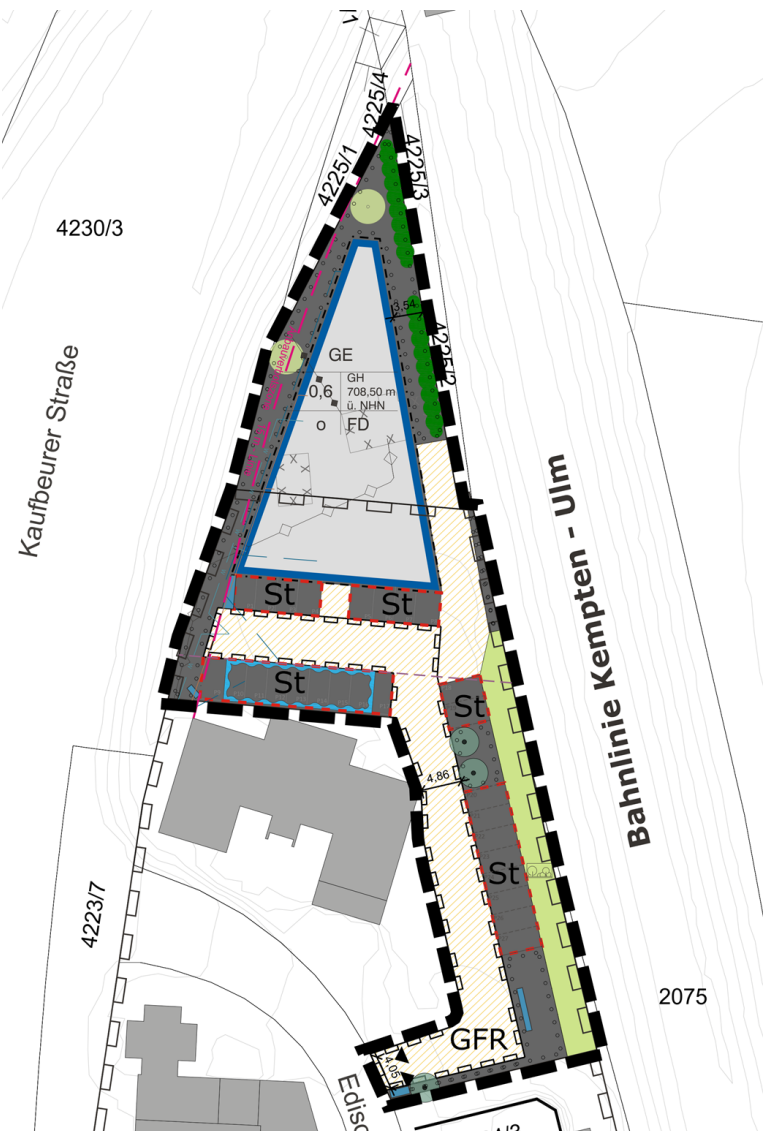 4225/4
4225/1
4225/3
4230/3
3,54
4225/2
GE
GH
708,50 m
ü. NHN
0,6
o
FD
Kaufbeurer Straße
Bahnlinie Kempten - Ulm
St
St
St
St
4,86
St
4223/7
2075
GFR
4,05